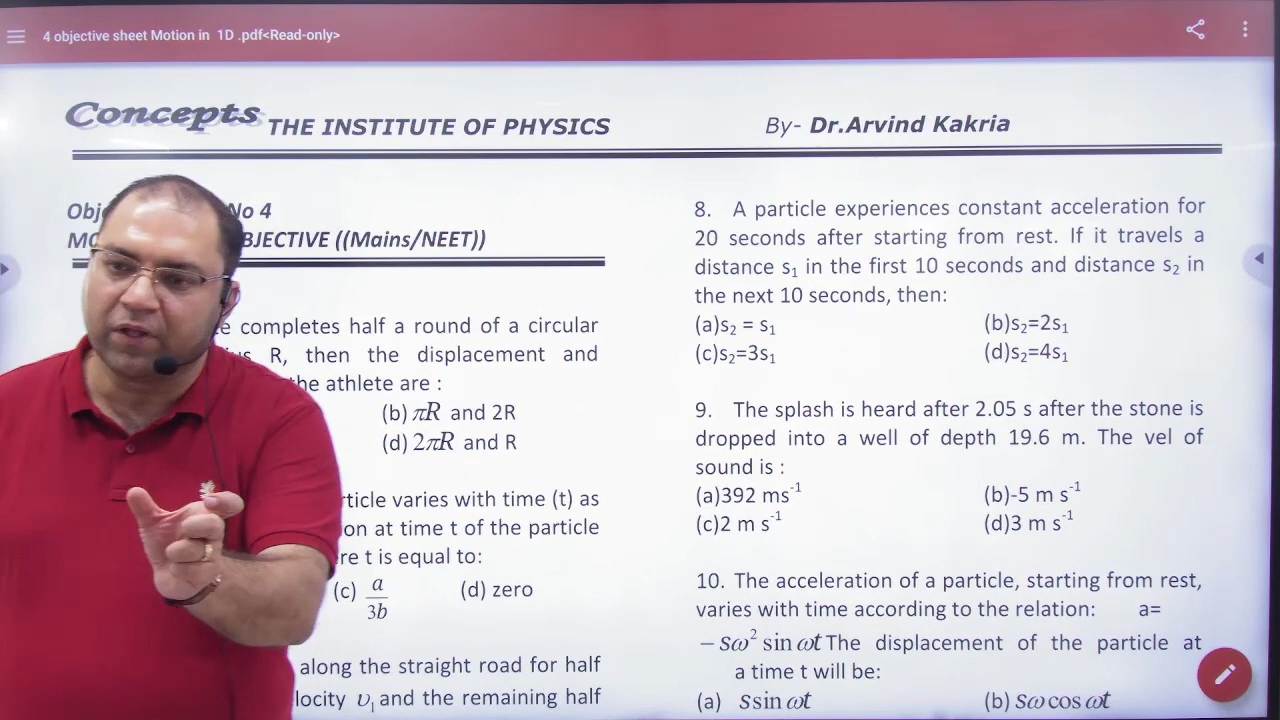 4 objective sheet Motion in 1D .pdf<Read-only>
Concepts THE INSTITUTE OF PHYSICS By- Dr.Arvind Kakria
No 4
((Mains/NEET))
completes half a round of a circular
R, then the displacement and
the athlete are :
(b) πR and 2R
(d) 2πR and R
varies with time (t) as
at time t of the particle
t is equal to:
(c) a/3b (d) zero
along the straight road for half
υ₁ and the remaining half
8. A particle experiences constant acceleration for
20 seconds after starting from rest. If it travels a
distance s₁ in the first 10 seconds and distance s₂ in
the next 10 seconds, then:
(a)s₂ = s₁ (b)s₂=2s₁
(c)s₂=3s₁ (d)s₂=4s₁
9. The splash is heard after 2.05 s after the stone is
dropped into a well of depth 19.6 m. The vel of
sound is :
(a)392 ms⁻¹ (b)-5 m s⁻¹
(c)2 m s⁻¹ (d)3 m s⁻¹
10. The acceleration of a particle, starting from rest,
varies with time according to the relation: a=
−sω² sin ωt The displacement of the particle at
a time t will be:
(a) s sin ωt (b) sω cos ωt